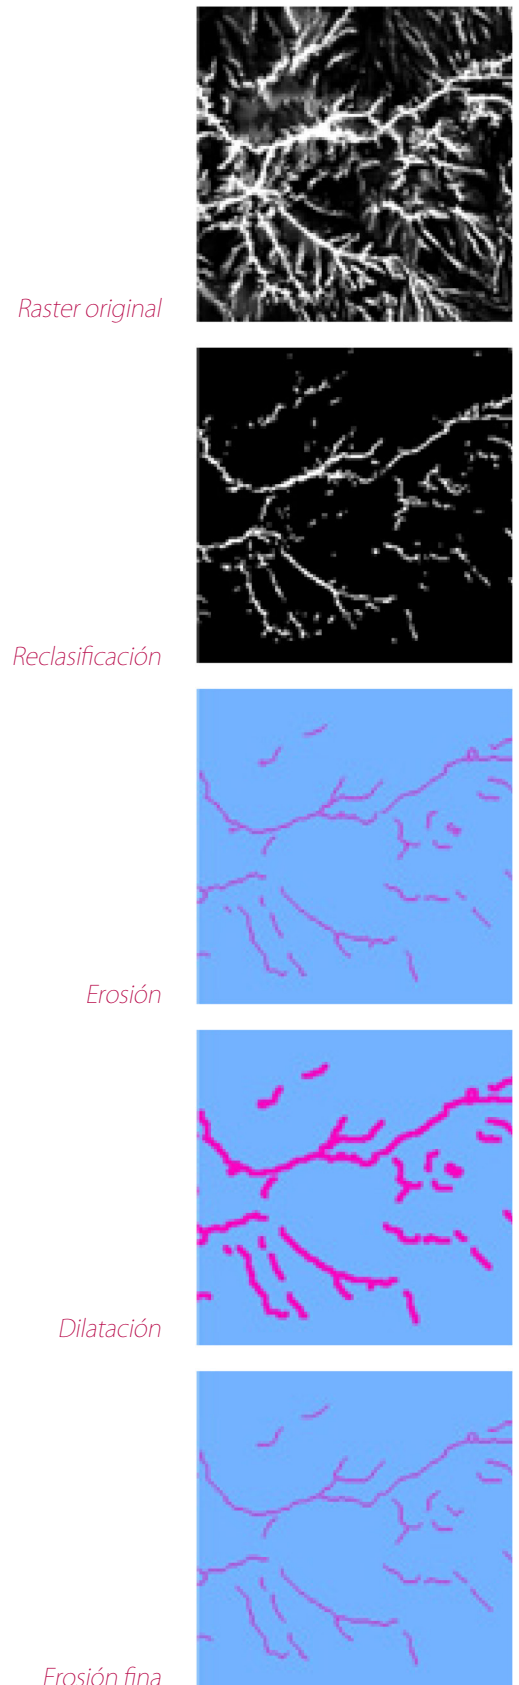 Raster original
Reclasificación
Erosión
Dilatación
Erosión fina